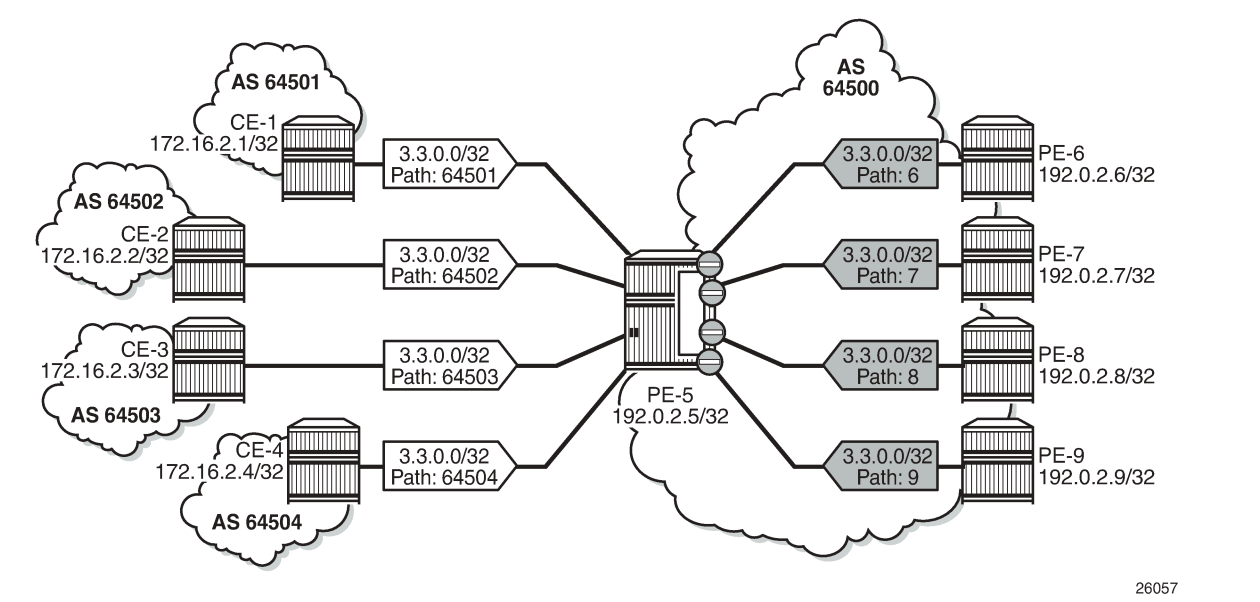 AS 64501
CE-1
172.16.2.1/32
3.3.0.0/32
Path: 64501
AS 64502
CE-2
172.16.2.2/32
3.3.0.0/32
Path: 64502
CE-3
172.16.2.3/32
AS 64503
3.3.0.0/32
Path: 64503
CE-4
172.16.2.4/32
AS 64504
3.3.0.0/32
Path: 64504
PE-5
192.0.2.5/32
AS
64500
3.3.0.0/32
Path: 6
PE-6
192.0.2.6/32
3.3.0.0/32
Path: 7
PE-7
192.0.2.7/32
3.3.0.0/32
Path: 8
PE-8
192.0.2.8/32
3.3.0.0/32
Path: 9
PE-9
192.0.2.9/32
26057